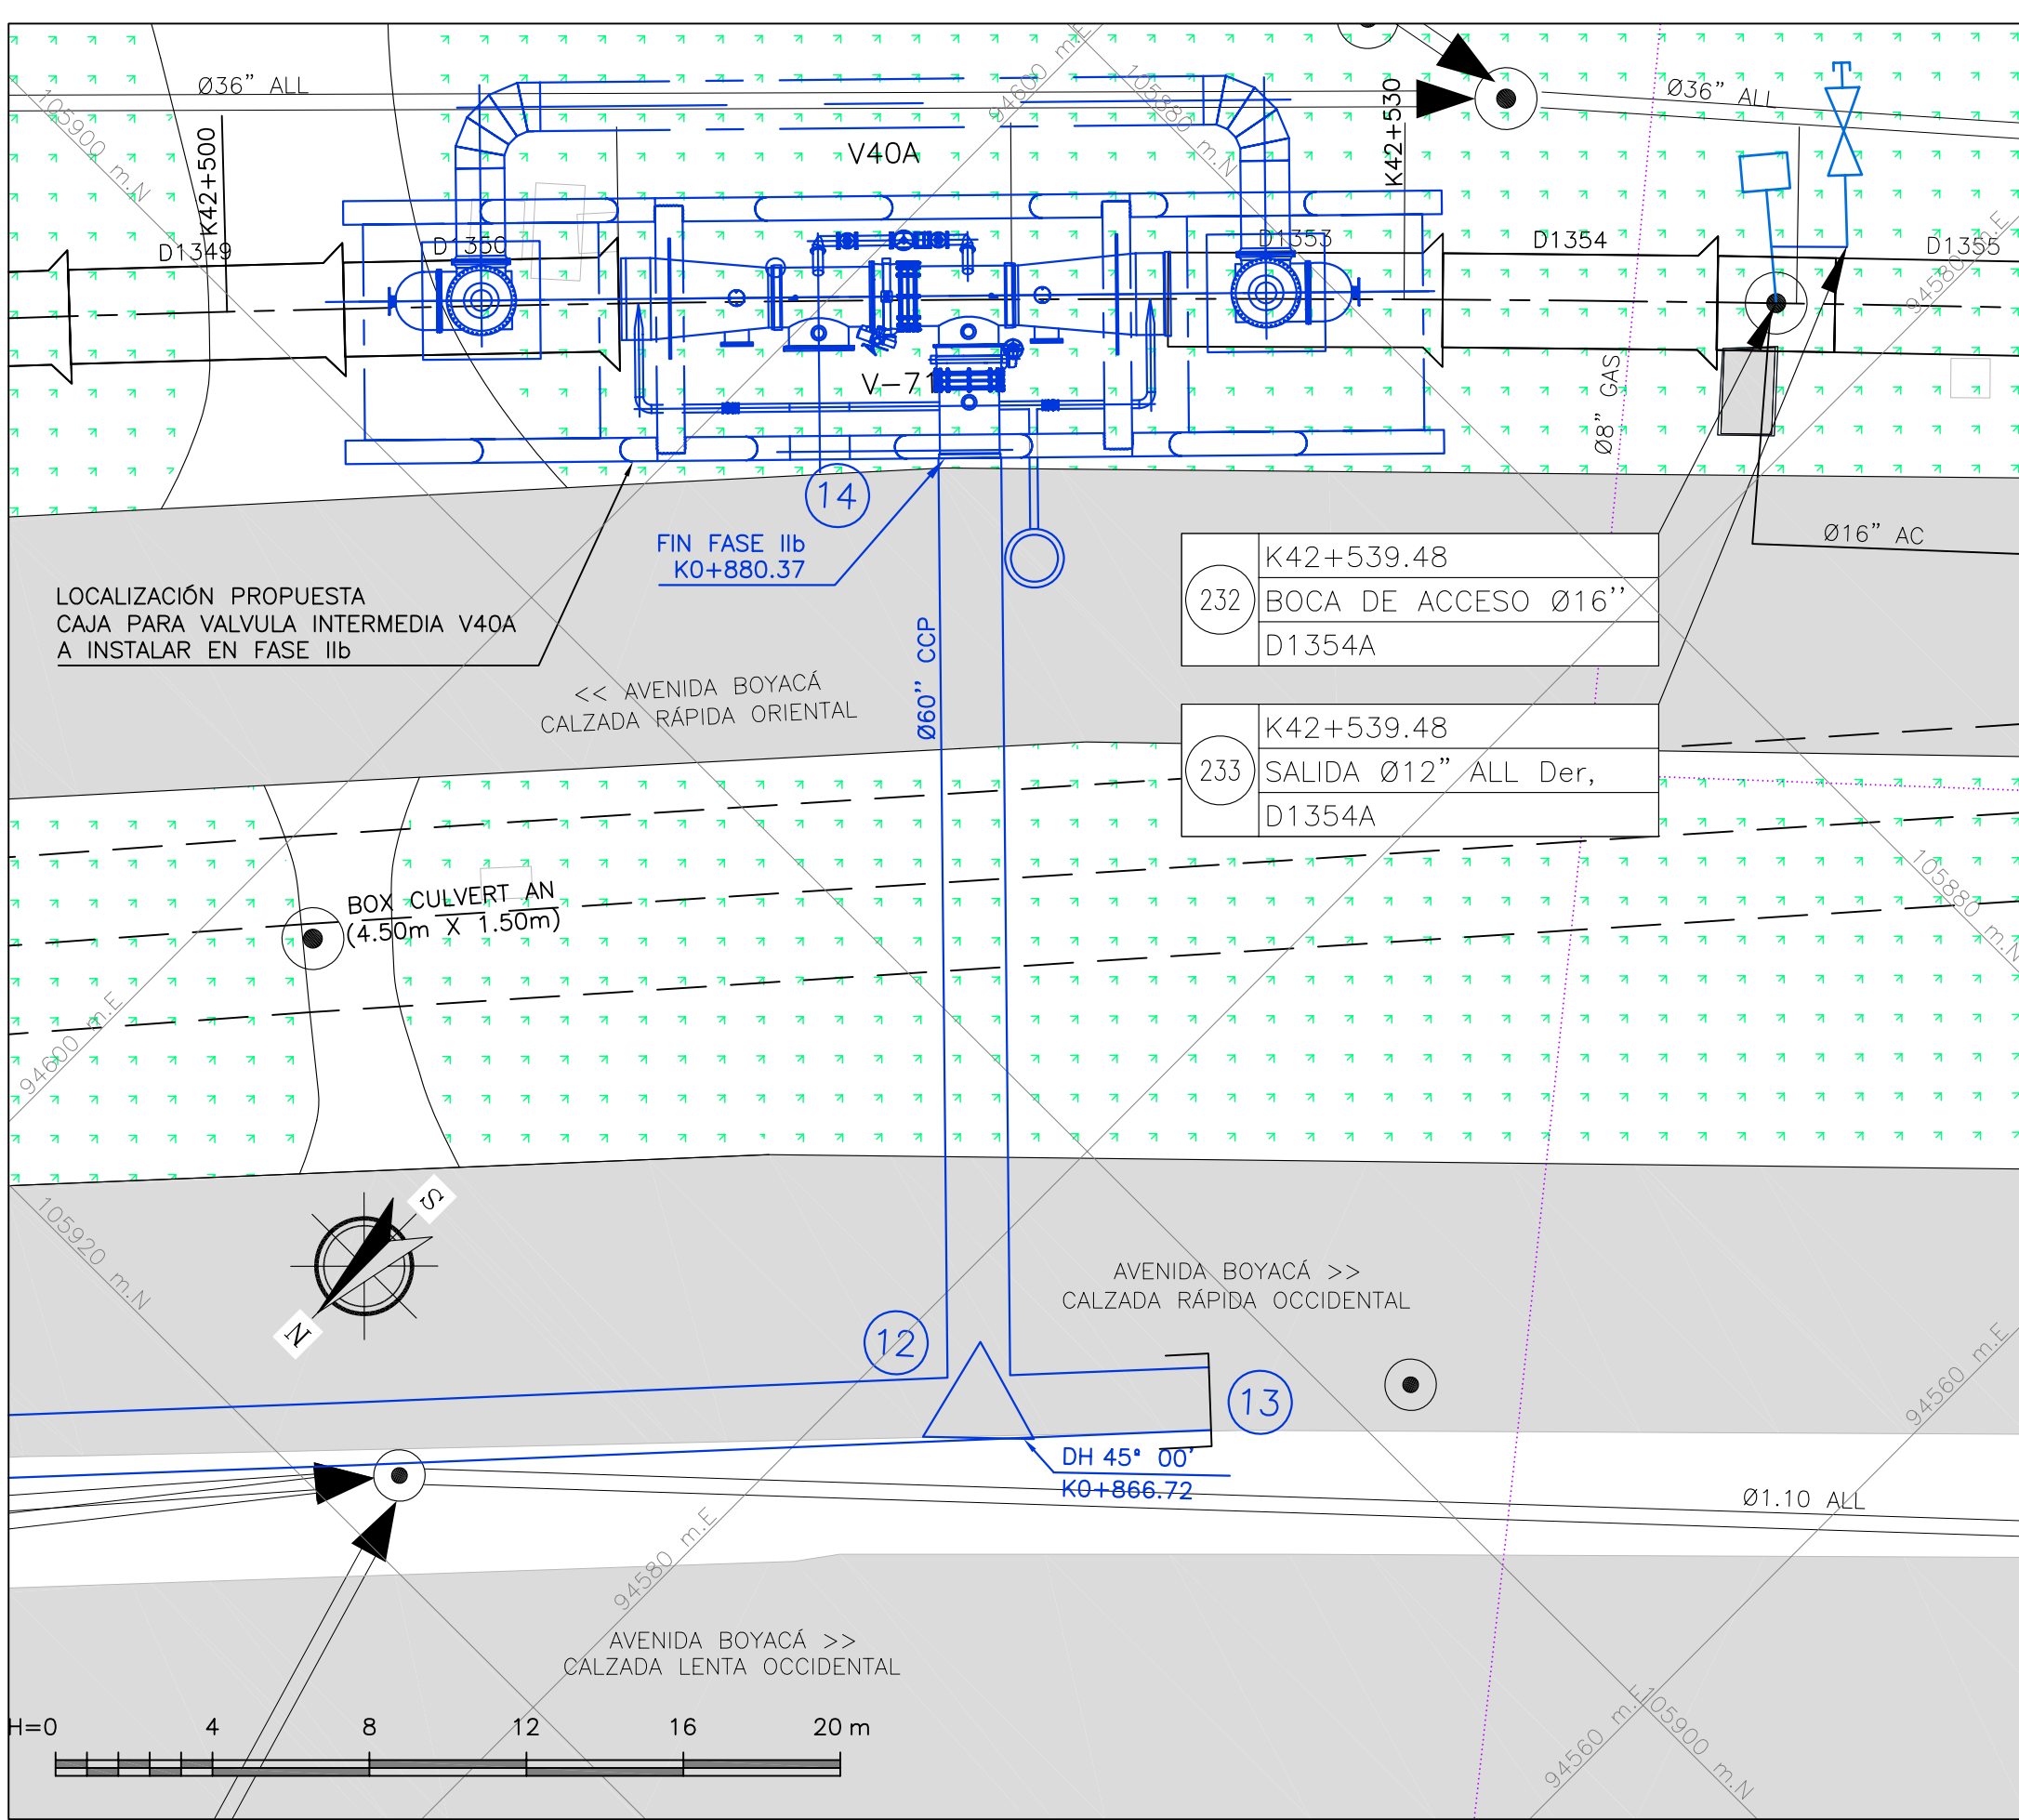 Ø36" ALL
105900 m.N
K42+500
D1349
D1350
V40A
94600 m.E
105880 m.N
K42+530
Ø36" ALL
D1353
D1354
D1355
94580 m.E
V-71
Ø8" GAS
14
FIN FASE IIb
K0+880.37
Ø16" AC
LOCALIZACIÓN PROPUESTA
CAJA PARA VALVULA INTERMEDIA V40A
A INSTALAR EN FASE IIb
232
K42+539.48
BOCA DE ACCESO Ø16''
D1354A
Ø60" CCP
<< AVENIDA BOYACÁ
CALZADA RÁPIDA ORIENTAL
233
K42+539.48
SALIDA Ø12" ALL Der,
D1354A
BOX CULVERT AN
(4.50m X 1.50m)
105880 m.N
94600 m.E
105920 m.N
S
N
AVENIDA BOYACÁ >>
CALZADA RÁPIDA OCCIDENTAL
12
13
94560 m.E
DH 45° 00'
K0+866.72
Ø1.10 ALL
94580 m.E
AVENIDA BOYACÁ >>
CALZADA LENTA OCCIDENTAL
94560 m.E
105900 m.N
H=0 4 8 12 16 20 m